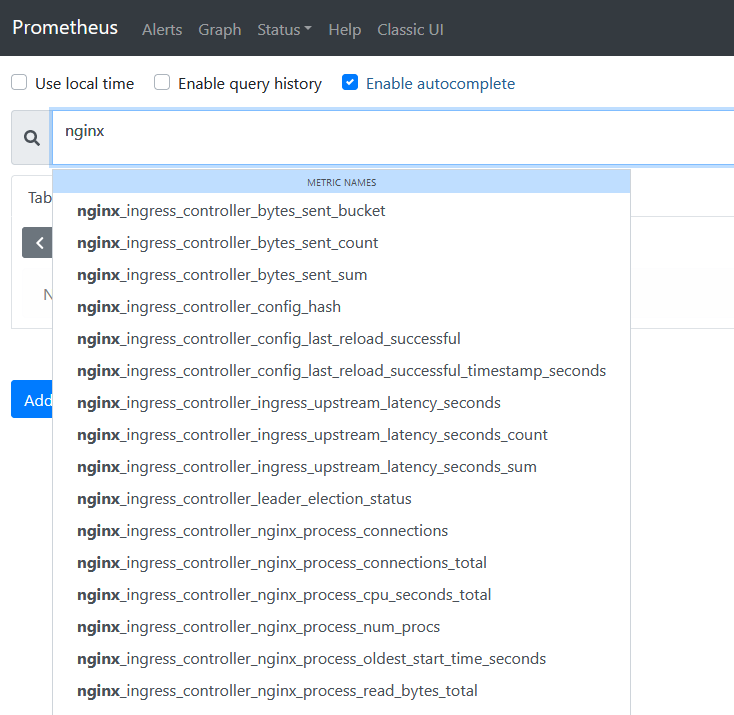 Prometheus Alerts Graph Status Help Classic UI
Use local time Enable query history Enable autocomplete
nginx
METRIC NAMES
Tab
nginx_ingress_controller_bytes_sent_bucket
nginx_ingress_controller_bytes_sent_count
nginx_ingress_controller_bytes_sent_sum
N
nginx_ingress_controller_config_hash
nginx_ingress_controller_config_last_reload_successful
nginx_ingress_controller_config_last_reload_successful_timestamp_seconds
Add
nginx_ingress_controller_ingress_upstream_latency_seconds
nginx_ingress_controller_ingress_upstream_latency_seconds_count
nginx_ingress_controller_ingress_upstream_latency_seconds_sum
nginx_ingress_controller_leader_election_status
nginx_ingress_controller_nginx_process_connections
nginx_ingress_controller_nginx_process_connections_total
nginx_ingress_controller_nginx_process_cpu_seconds_total
nginx_ingress_controller_nginx_process_num_procs
nginx_ingress_controller_nginx_process_oldest_start_time_seconds
nginx_ingress_controller_nginx_process_read_bytes_total